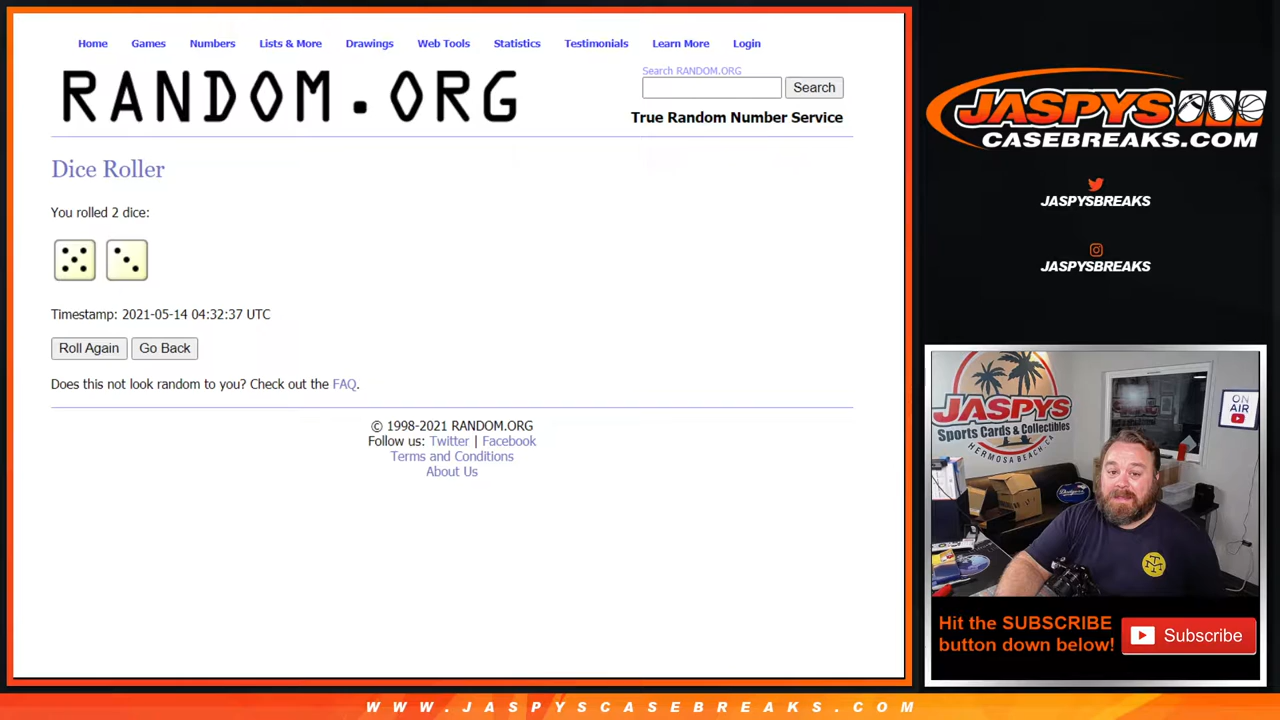 Home Games Numbers Lists & More Drawings Web Tools Statistics Testimonials Learn More Login
RANDOM.ORG
Search RANDOM.ORG
Search
True Random Number Service
Dice Roller
You rolled 2 dice:
Timestamp: 2021-05-14 04:32:37 UTC
Roll Again Go Back
Does this not look random to you? Check out the FAQ.
© 1998-2021 RANDOM.ORG
Follow us: Twitter | Facebook
Terms and Conditions
About Us
JASPYS
CASEBREAKS.COM
JASPYSBREAKS
JASPYSBREAKS
JASPYS
Sports Cards & Collectibles
HERMOSA BEACH, CA
ON
AIR
Dodgers
Hit the SUBSCRIBE
button down below!
Subscribe
WWW.JASPYSCASEBREAKS.COM